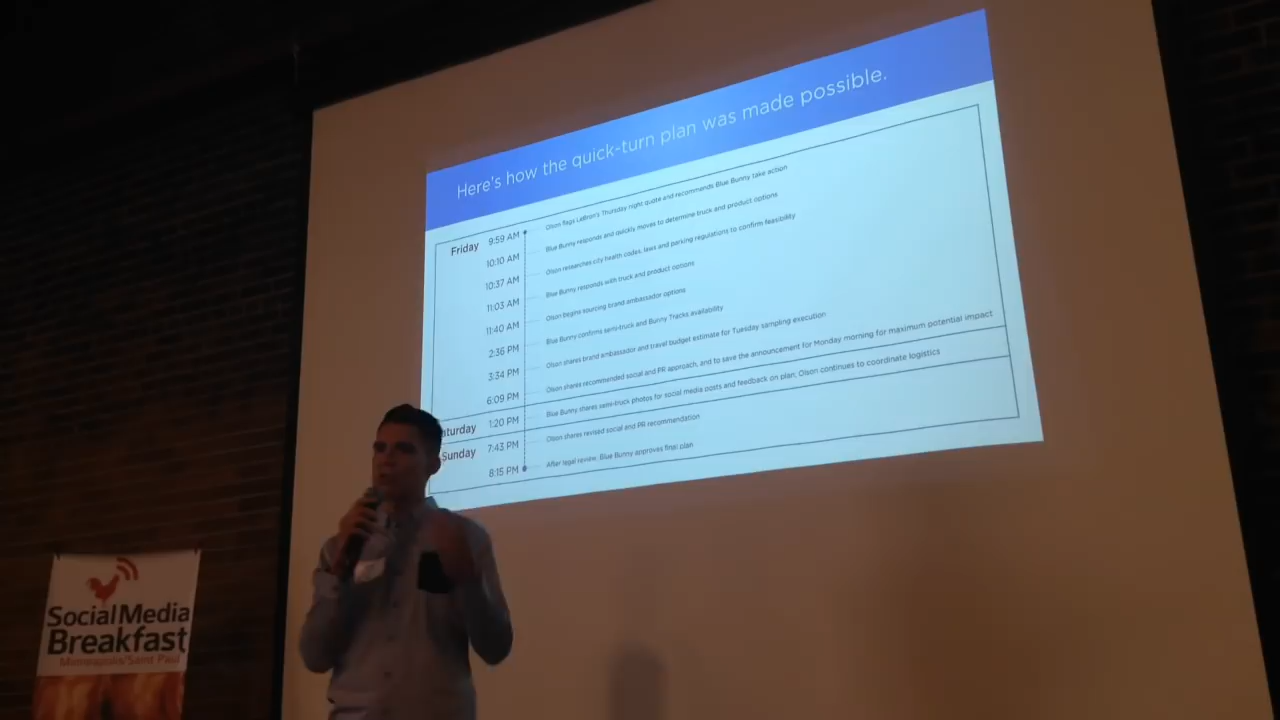 Here's how the quick-turn plan was made possible.
Friday 9:59 AM Olson flags LeBron's Thursday night quote and recommends Blue Bunny take action
10:10 AM Blue Bunny responds and quickly moves to determine truck and product options
10:37 AM Olson researches city health codes, laws and parking regulations to confirm feasibility
11:03 AM Blue Bunny responds with truck and product options
11:40 AM Olson begins sourcing brand ambassador options
2:36 PM Blue Bunny confirms semi-truck and Bunny Tracks availability
3:34 PM Olson shares brand ambassador and travel budget estimate for Tuesday sampling execution
6:09 PM Olson shares recommended social and PR approach, and to save the announcement for Monday morning for maximum potential impact
aturday 1:20 PM Blue Bunny shares semi-truck photos for social media posts and feedback on plan; Olson continues to coordinate logistics
Sunday 7:43 PM Olson shares revised social and PR recommendation
8:15 PM After legal review, Blue Bunny approves final plan
Social Media
Breakfast
Minneapolis/Saint Paul